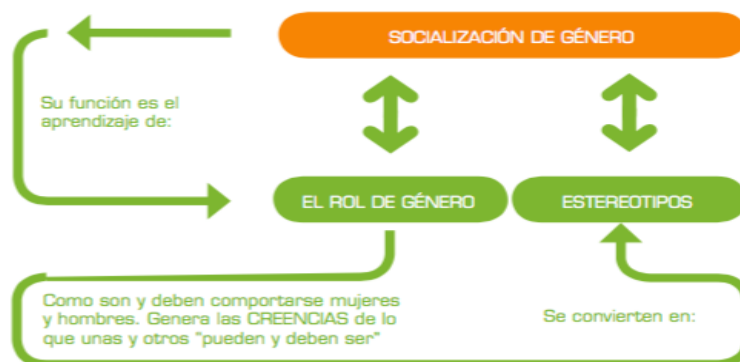 SOCIALIZACIÓN DE GÉNERO
Su función es el
aprendizaje de:
EL ROL DE GÉNERO
ESTEREOTIPOS
Como son y deben comportarse mujeres
y hombres. Genera las CREENCIAS de lo
que unas y otros "pueden y deben ser"
Se convierten en: